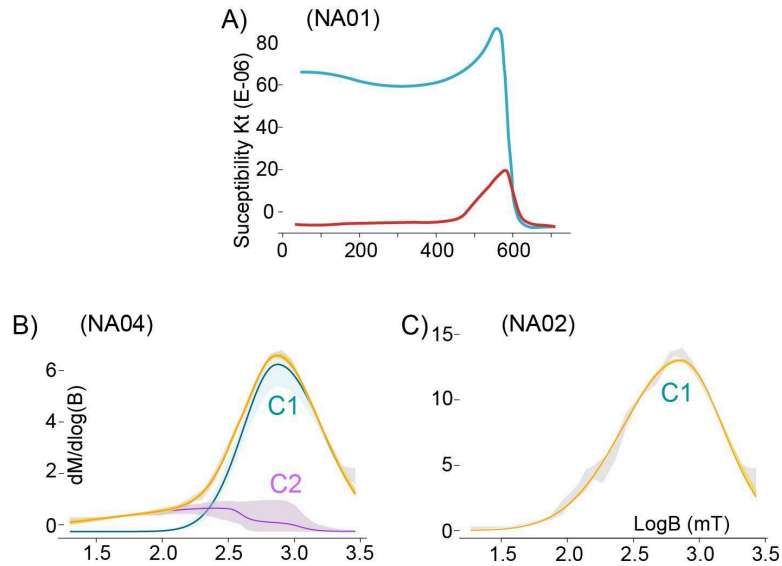 A) (NA01)
Suceptibility Kt (E-06)
80
60
40
20
0
0 200 400 600
B) (NA04)
dM/dlog(B)
6
4
2
0
C1
C2
1.5 2.0 2.5 3.0 3.5
C) (NA02)
15
13
5
0
C1
LogB (mT)
1.5 2.0 2.5 3.0 3.5